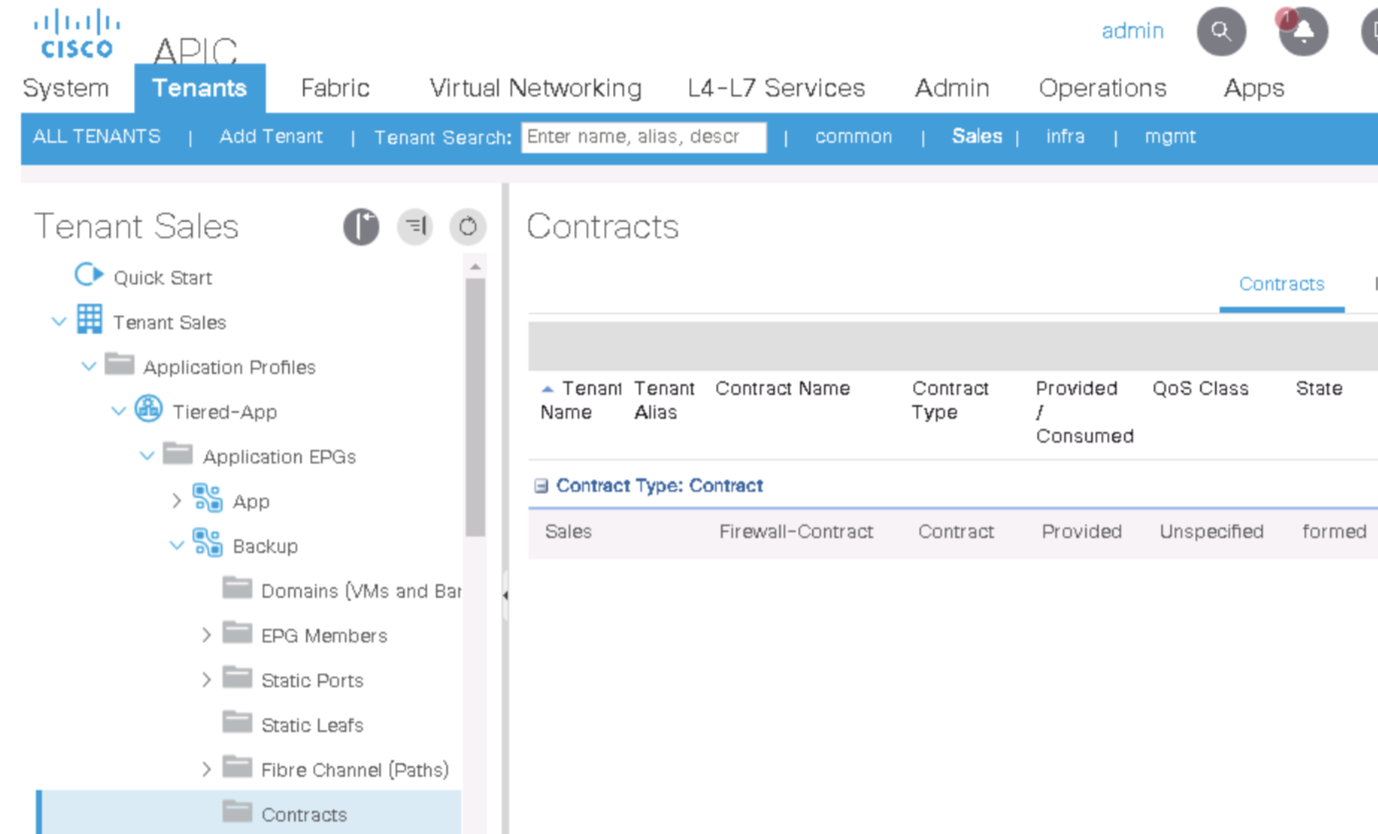 CISCO APIC
admin
1
System Tenants Fabric Virtual Networking L4-L7 Services Admin Operations Apps
ALL TENANTS | Add Tenant | Tenant Search: Enter name, alias, descr | common | Sales | infra | mgmt
Tenant Sales
Quick Start
Tenant Sales
Application Profiles
Tiered-App
Application EPGs
App
Backup
Domains (VMs and Bar
EPG Members
Static Ports
Static Leafs
Fibre Channel (Paths)
Contracts
Contracts
Contracts
Tenant Name Tenant Alias Contract Name Contract Type Provided / Consumed QoS Class State
Contract Type: Contract
Sales Firewall-Contract Contract Provided Unspecified formed